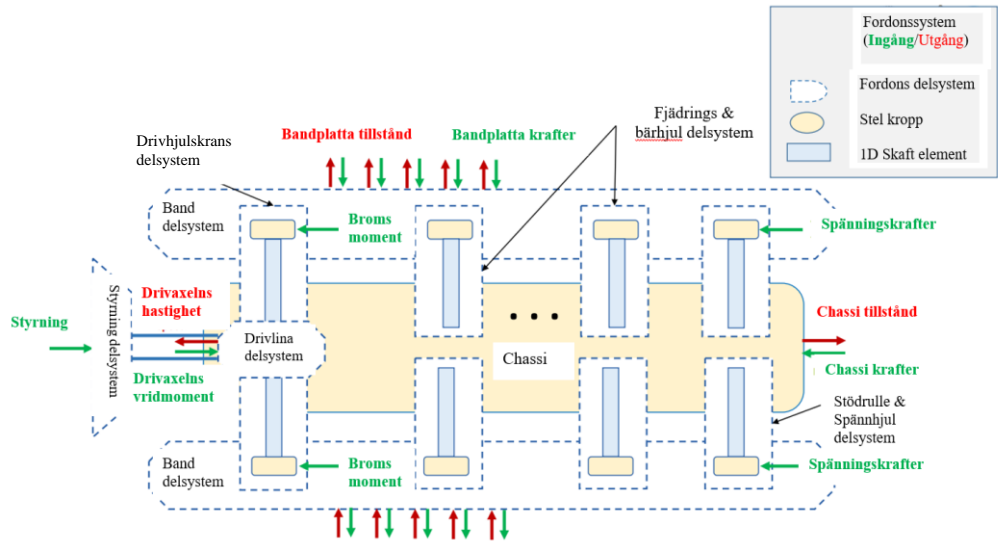 Fordonssystem
(Ingång/Utgång)
Fordons delsystem
Stel kropp
1D Skaft element
Drivhjulskrans
delsystem
Bandplatta tillstånd
Bandplatta krafter
Fjädrings &
bärhjul delsystem
Band
delsystem
Broms
moment
Spänningskrafter
Styrning
Styrning delsystem
Drivaxelns
hastighet
Drivaxelns
vridmoment
Drivlina
delsystem
Chassi
Chassi tillstånd
Chassi krafter
Stödrulle &
Spännhjul
delsystem
Band
delsystem
Broms
moment
Spänningskrafter